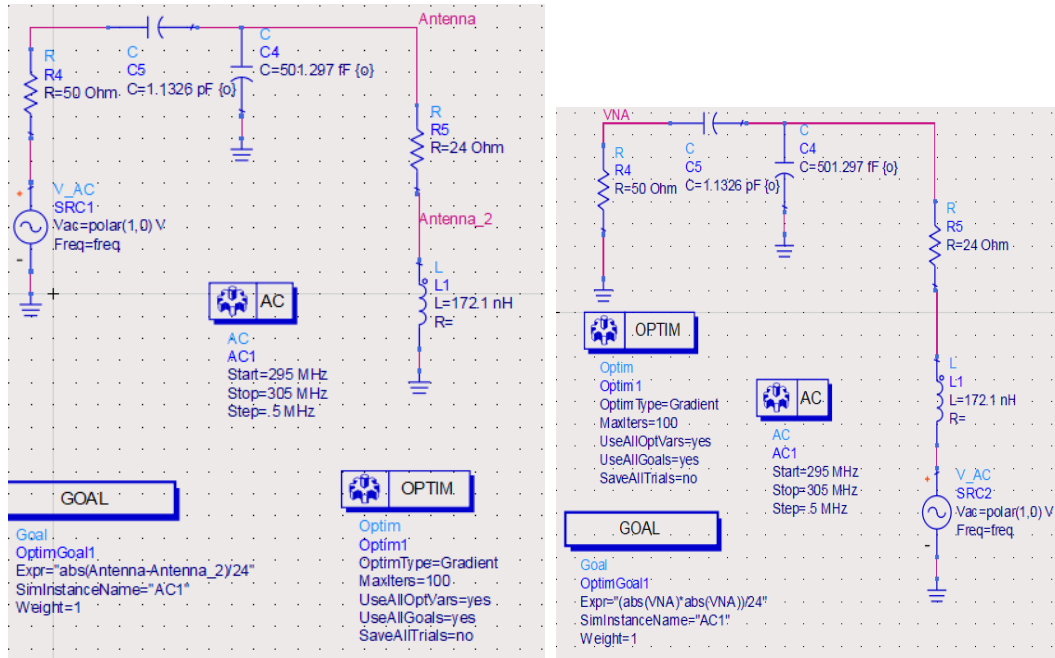 Antenna
R
R4
R=50 Ohm
C
C5
C=1.1326 pF {o}
C
C4
C=501.297 fF {o}
R
R5
R=24 Ohm
Antenna_2
+
V_AC
SRC1
Vac=polar(1,0) V
Freq=freq
-
L
L1
L=172.1 nH
R=
AC
AC
AC1
Start=295 MHz
Stop=305 MHz
Step=.5 MHz
GOAL
Goal
OptimGoal1
Expr="abs(Antenna-Antenna_2)/24"
SimInstanceName="AC1"
Weight=1
OPTIM
Optim
Optim1
OptimType=Gradient
MaxIters=100
UseAllOptVars=yes
UseAllGoals=yes
SaveAllTrials=no
VNA
R
R4
R=50 Ohm
C
C5
C=1.1326 pF {o}
C
C4
C=501.297 fF {o}
R
R5
R=24 Ohm
OPTIM
Optim
Optim1
OptimType=Gradient
MaxIters=100
UseAllOptVars=yes
UseAllGoals=yes
SaveAllTrials=no
AC
AC
AC1
Start=295 MHz
Stop=305 MHz
Step=.5 MHz
L
L1
L=172.1 nH
R=
+
V_AC
SRC2
Vac=polar(1,0) V
Freq=freq
-
GOAL
Goal
OptimGoal1
Expr="(abs(VNA)*abs(VNA))/24"
SimInstanceName="AC1"
Weight=1